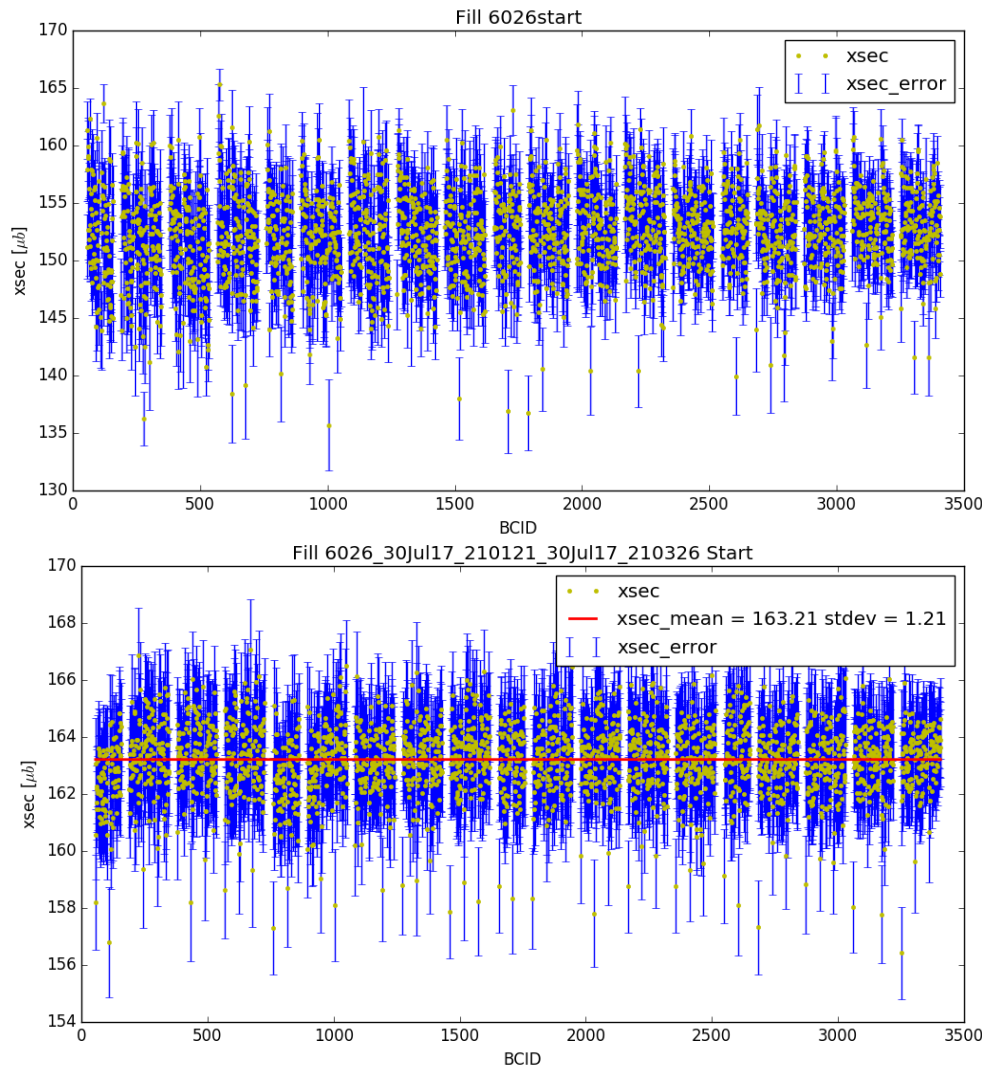 Fill 6026start
170
165
160
155
150
145
140
135
130
xsec [μb]
xsec
xsec_error
0 500 1000 1500 2000 2500 3000 3500
BCID
Fill 6026_30Jul17_210121_30Jul17_210326 Start
170
168
166
164
162
160
158
156
154
xsec [μb]
xsec
xsec_mean = 163.21 stdev = 1.21
xsec_error
0 500 1000 1500 2000 2500 3000 3500
BCID